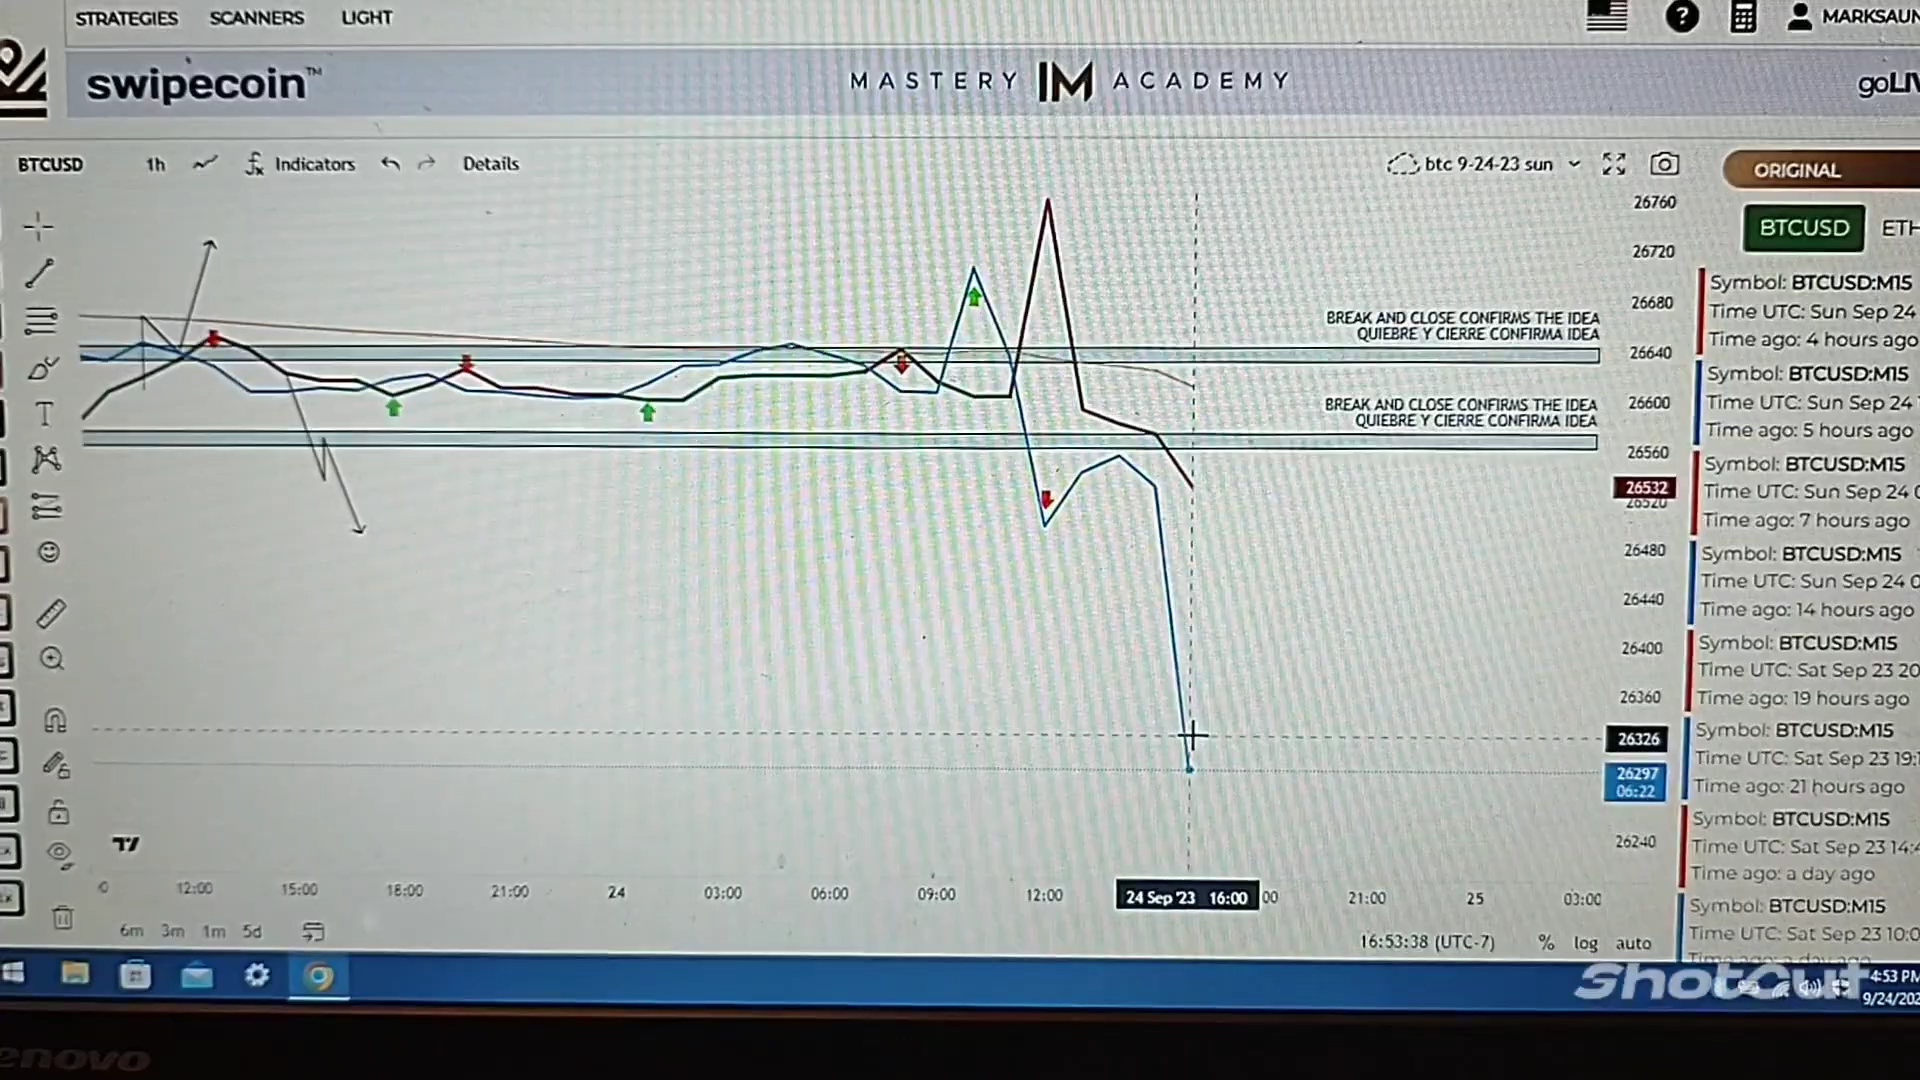 STRATEGIES SCANNERS LIGHT
?
swipecoin™
MASTERY IM ACADEMY
BTCUSD 1h Indicators Details
btc 9-24-23 sun
ORIGINAL
BTCUSD ETH
26760
26720
26680
26640
26600
26560
26532
26520
26480
26440
26400
26360
26326
26297
06:22
26240
BREAK AND CLOSE CONFIRMS THE IDEA
QUIEBRE Y CIERRE CONFIRMA IDEA
BREAK AND CLOSE CONFIRMS THE IDEA
QUIEBRE Y CIERRE CONFIRMA IDEA
Symbol: BTCUSD:M15
Time UTC: Sun Sep 24
Time ago: 4 hours ago
Symbol: BTCUSD:M15
Time UTC: Sun Sep 24
Time ago: 5 hours ago
Symbol: BTCUSD:M15
Time UTC: Sun Sep 24
Time ago: 7 hours ago
Symbol: BTCUSD:M15
Time UTC: Sun Sep 24
Time ago: 14 hours ago
Symbol: BTCUSD:M15
Time UTC: Sat Sep 23 20
Time ago: 19 hours ago
Symbol: BTCUSD:M15
Time UTC: Sat Sep 23 19:1
Time ago: 21 hours ago
Symbol: BTCUSD:M15
Time UTC: Sat Sep 23 14:4
Time ago: a day ago
Symbol: BTCUSD:M15
Time UTC: Sat Sep 23 10:0
12:00 15:00 18:00 21:00 24 03:00 06:00 09:00 12:00 24 Sep '23 16:00 00 21:00 25 03:00
6m 3m 1m 5d
16:53:38 (UTC-7) % log auto
ShotCut
4:53 PM
enovo